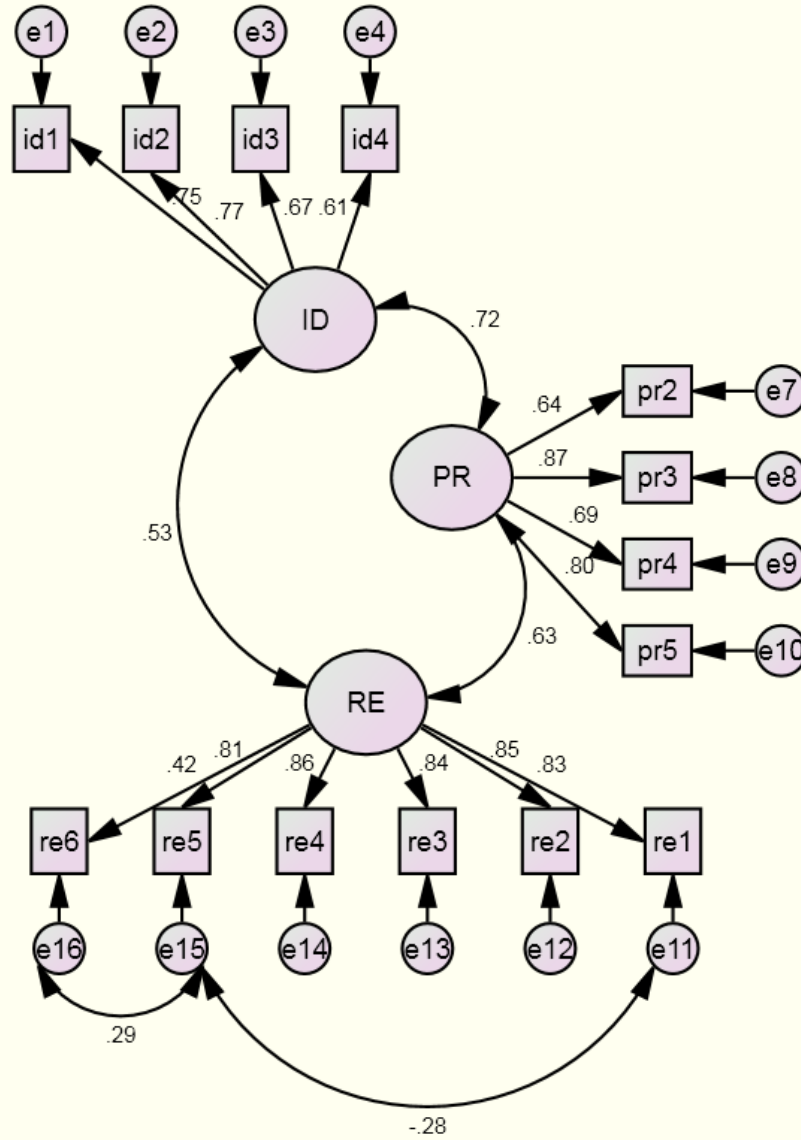 e1 e2 e3 e4
id1 id2 id3 id4
.75 .77 .67 .61
ID
.72
pr2 e7
.64
PR
.87
pr3 e8
.69
.80
pr4 e9
.53
.63
pr5 e10
RE
.42 .81 .86 .84 .85 .83
re6 re5 re4 re3 re2 re1
e16 e15 e14 e13 e12 e11
.29
-.28